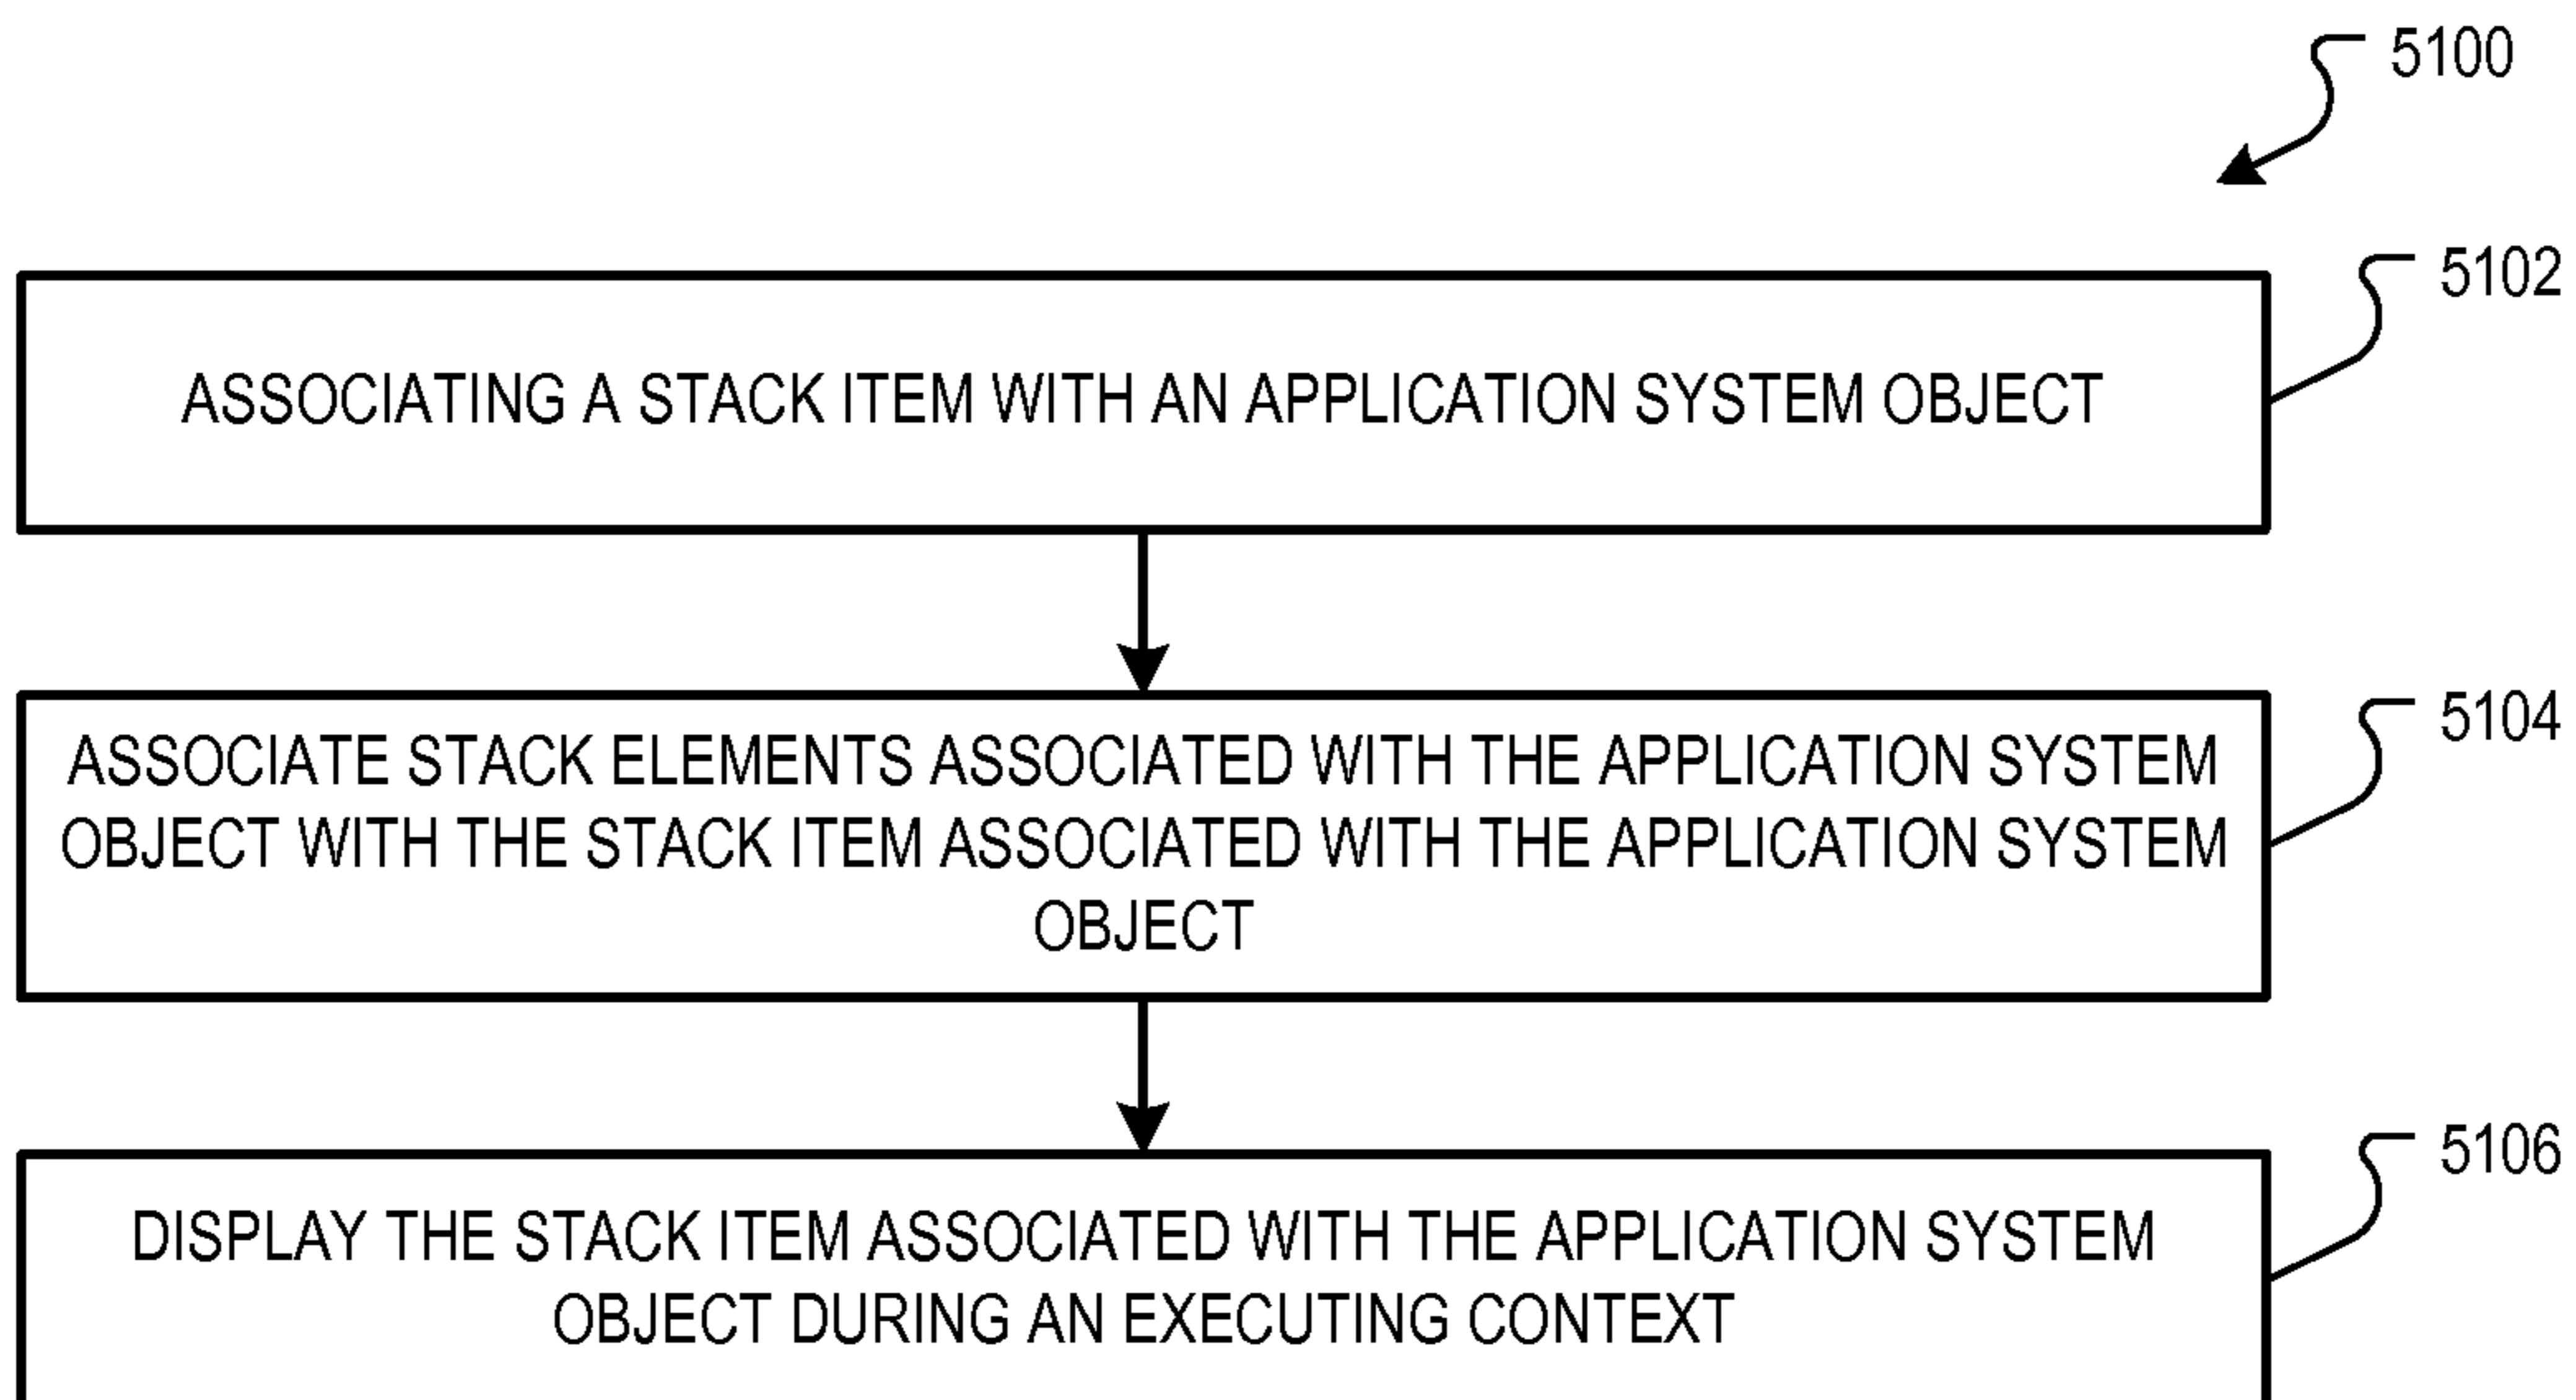 5100
5102
ASSOCIATING A STACK ITEM WITH AN APPLICATION SYSTEM OBJECT
5104
ASSOCIATE STACK ELEMENTS ASSOCIATED WITH THE APPLICATION SYSTEM
OBJECT WITH THE STACK ITEM ASSOCIATED WITH THE APPLICATION SYSTEM
OBJECT
5106
DISPLAY THE STACK ITEM ASSOCIATED WITH THE APPLICATION SYSTEM
OBJECT DURING AN EXECUTING CONTEXT